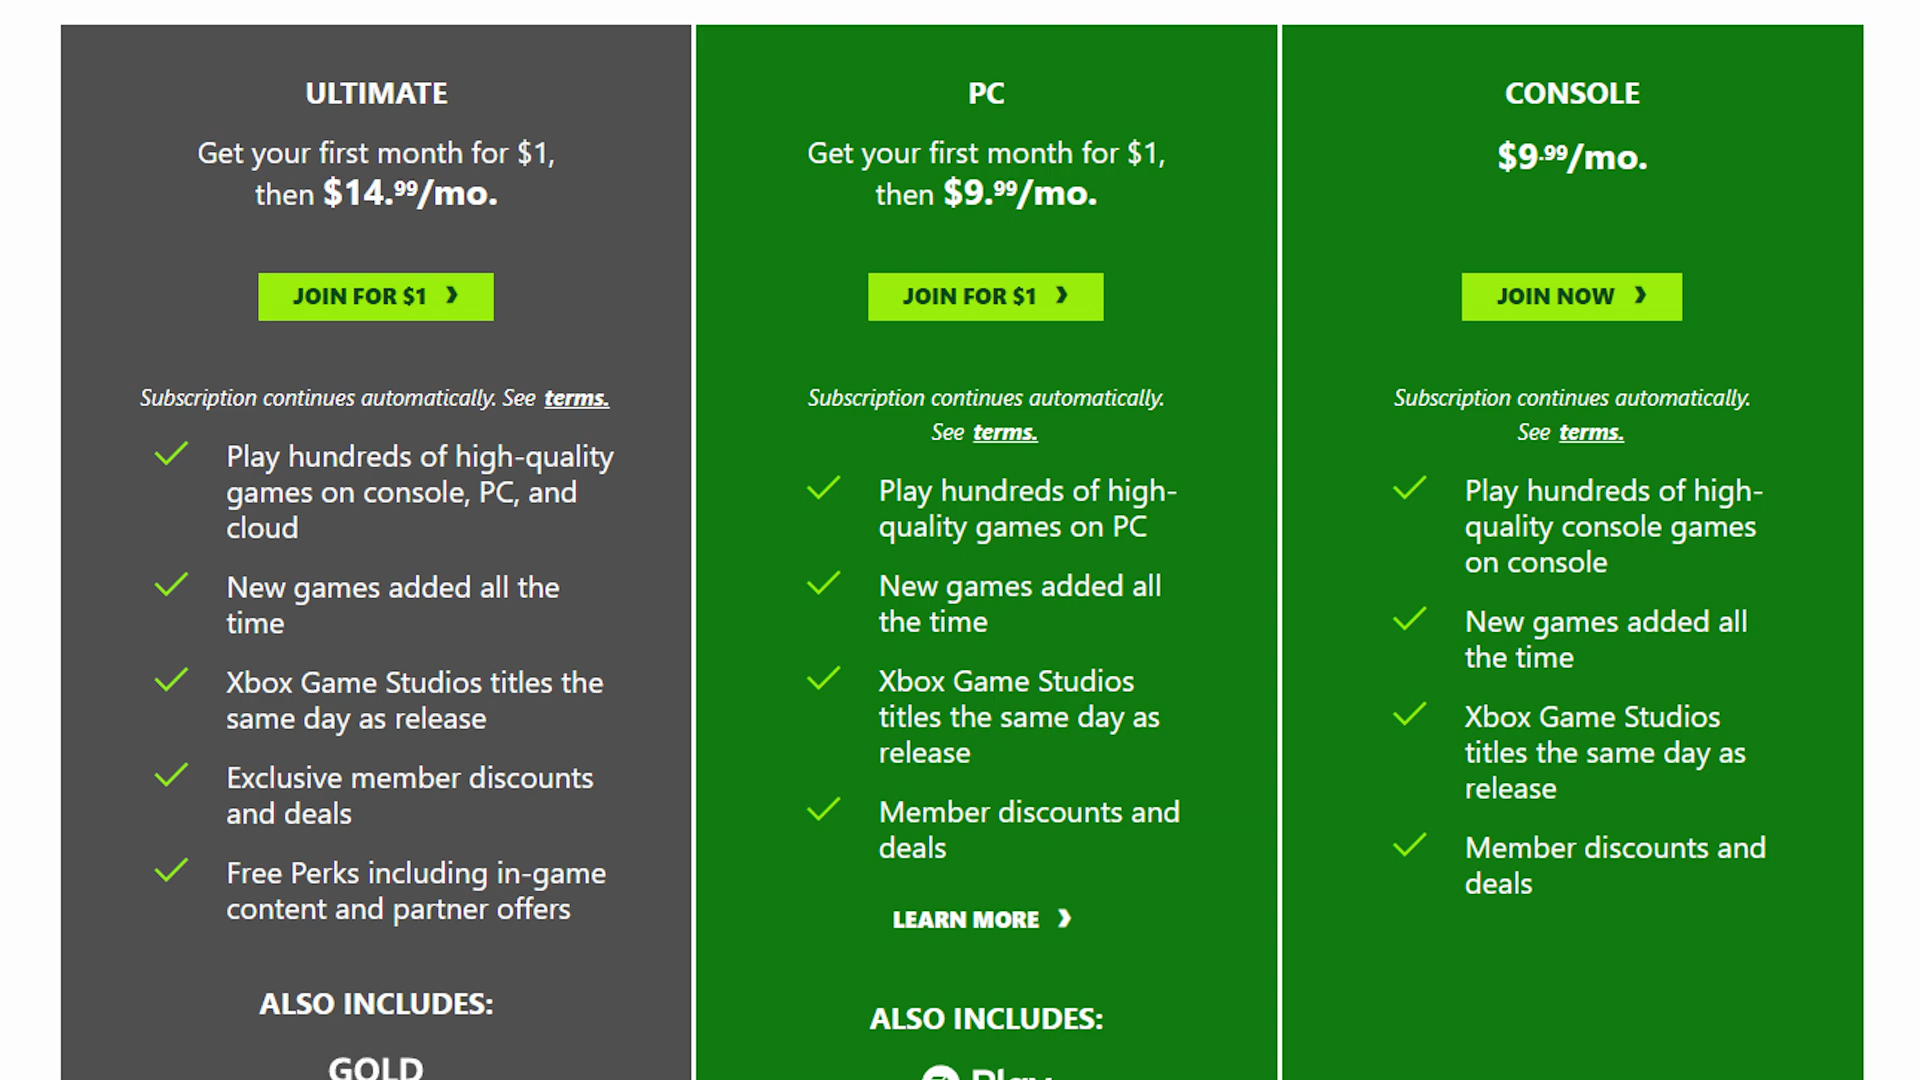 ULTIMATE
Get your first month for $1,
then $14.99/mo.
JOIN FOR $1
Subscription continues automatically. See terms.
Play hundreds of high-quality
games on console, PC, and
cloud
New games added all the
time
Xbox Game Studios titles the
same day as release
Exclusive member discounts
and deals
Free Perks including in-game
content and partner offers
ALSO INCLUDES:
GOLD
PC
Get your first month for $1,
then $9.99/mo.
JOIN FOR $1
Subscription continues automatically.
See terms.
Play hundreds of high-
quality games on PC
New games added all
the time
Xbox Game Studios
titles the same day as
release
Member discounts and
deals
LEARN MORE
ALSO INCLUDES:
Play
CONSOLE
$9.99/mo.
JOIN NOW
Subscription continues automatically.
See terms.
Play hundreds of high-
quality console games
on console
New games added all
the time
Xbox Game Studios
titles the same day as
release
Member discounts and
deals